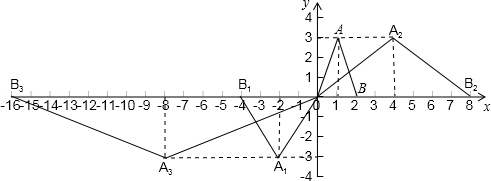 y
4
3 A A₂
2
1
B₃ B₁ B B₂
-16-15-14-13-12-11-10-9 -8 -7 -6 -5 -4 -3 -2 -1 0 1 2 3 4 5 6 7 8 x
-1
-2
A₃ A₁ -3
-4